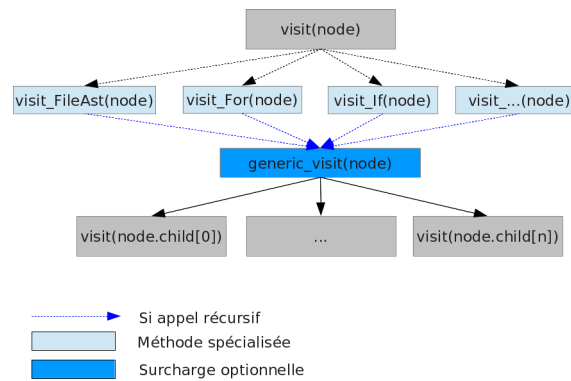 visit(node)
visit_FileAst(node)
visit_For(node)
visit_If(node)
visit_...(node)
generic_visit(node)
visit(node.child[0])
...
visit(node.child[n])
Si appel récursif
Méthode spécialisée
Surcharge optionnelle